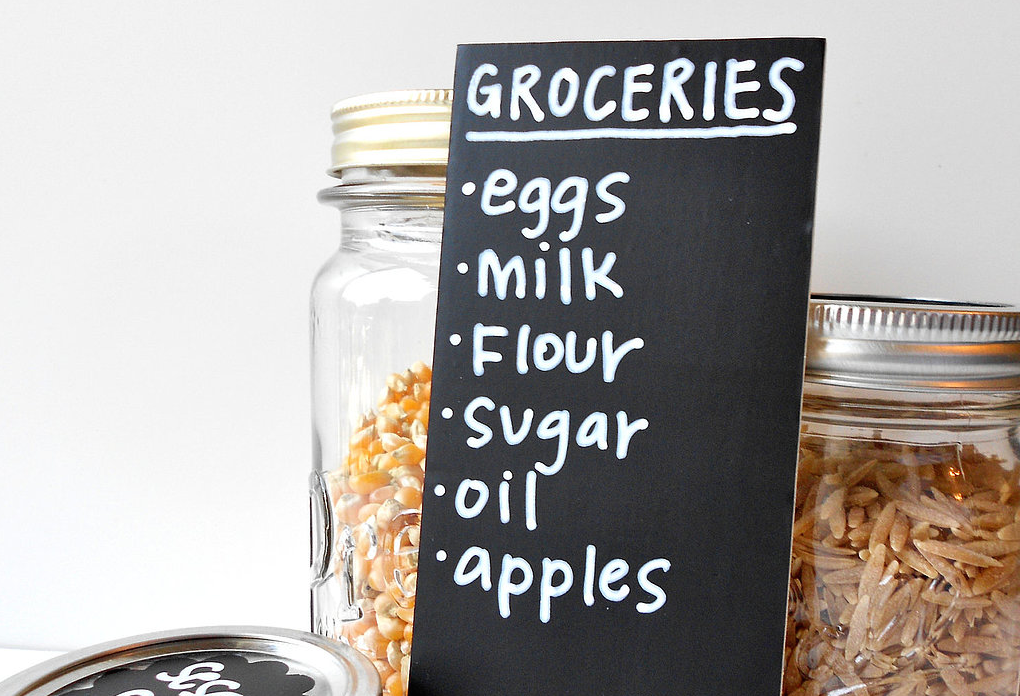 GROCERIES
• eggs
• milk
• Flour
• sugar
• oil
• apples